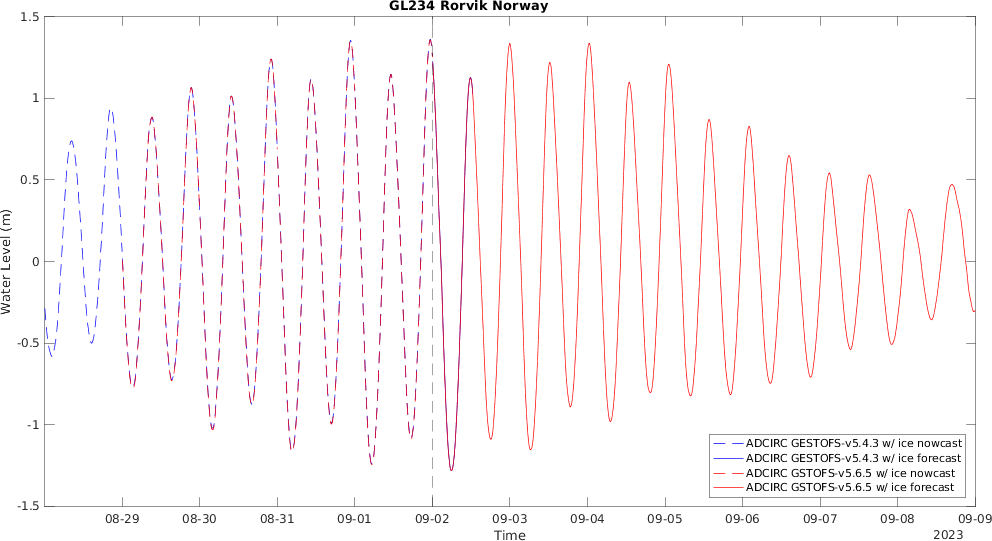 GL234 Rorvik Norway
1.5
1
0.5
0
-0.5
-1
-1.5
Water Level (m)
ADCIRC GESTOFS-v5.4.3 w/ ice nowcast
ADCIRC GESTOFS-v5.4.3 w/ ice forecast
ADCIRC GSTOFS-v5.6.5 w/ ice nowcast
ADCIRC GSTOFS-v5.6.5 w/ ice forecast
08-29 08-30 08-31 09-01 09-02 09-03 09-04 09-05 09-06 09-07 09-08 09-09
Time
2023